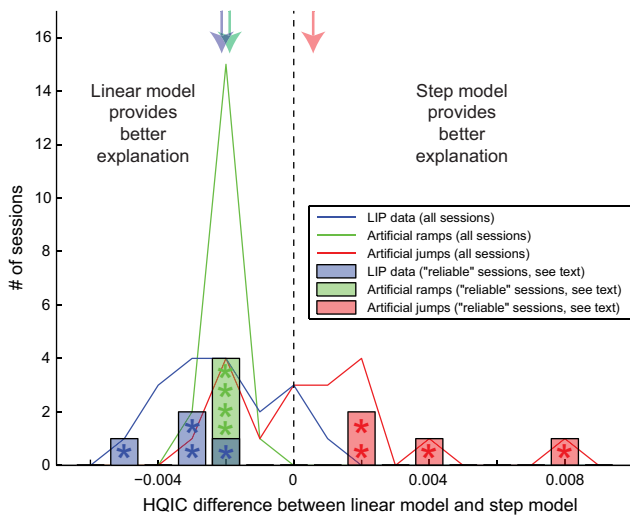 16
14
12
10
8
6
4
2
0
# of sessions
Linear model
provides
better
explanation
Step model
provides
better
explanation
LIP data (all sessions)
Artificial ramps (all sessions)
Artificial jumps (all sessions)
LIP data ("reliable" sessions, see text)
Artificial ramps ("reliable" sessions, see text)
Artificial jumps ("reliable" sessions, see text)
* * * * * * * * * * *
−0.004 0 0.004 0.008
HQIC difference between linear model and step model